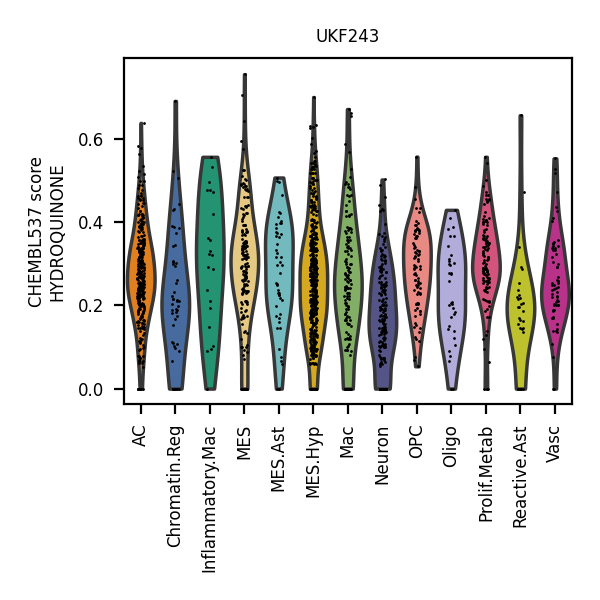 UKF243
CHEMBL537 score
HYDROQUINONE
0.6
0.4
0.2
0.0
AC
Chromatin.Reg
Inflammatory.Mac
MES
MES.Ast
MES.Hyp
Mac
Neuron
OPC
Oligo
Prolif.Metab
Reactive.Ast
Vasc